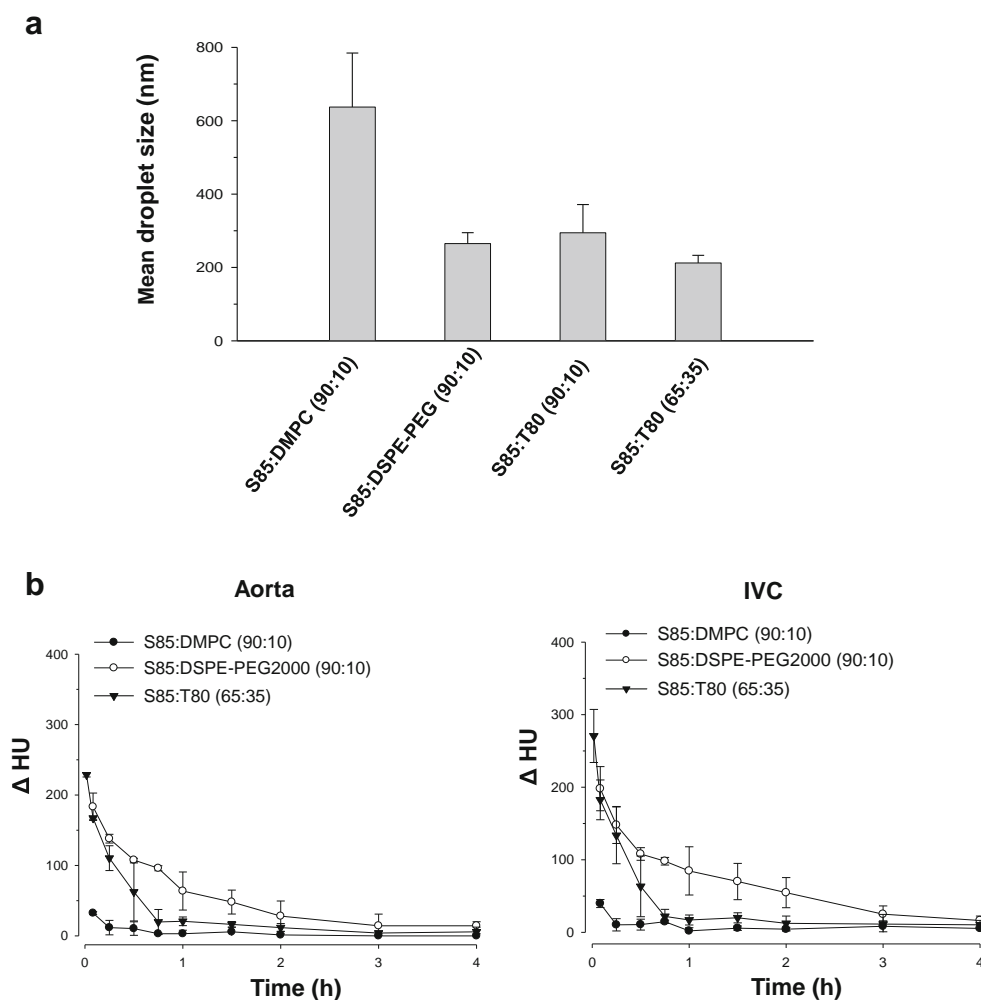 a
Mean droplet size (nm)
800
600
400
200
0
S85:DMPC (90:10)
S85:DSPE-PEG (90:10)
S85:T80 (90:10)
S85:T80 (65:35)
b
Aorta
S85:DMPC (90:10)
S85:DSPE-PEG2000 (90:10)
S85:T80 (65:35)
Δ HU
400
300
200
100
0
0 1 2 3 4
Time (h)
IVC
S85:DMPC (90:10)
S85:DSPE-PEG2000 (90:10)
S85:T80 (65:35)
Δ HU
400
300
200
100
0
0 1 2 3 4
Time (h)